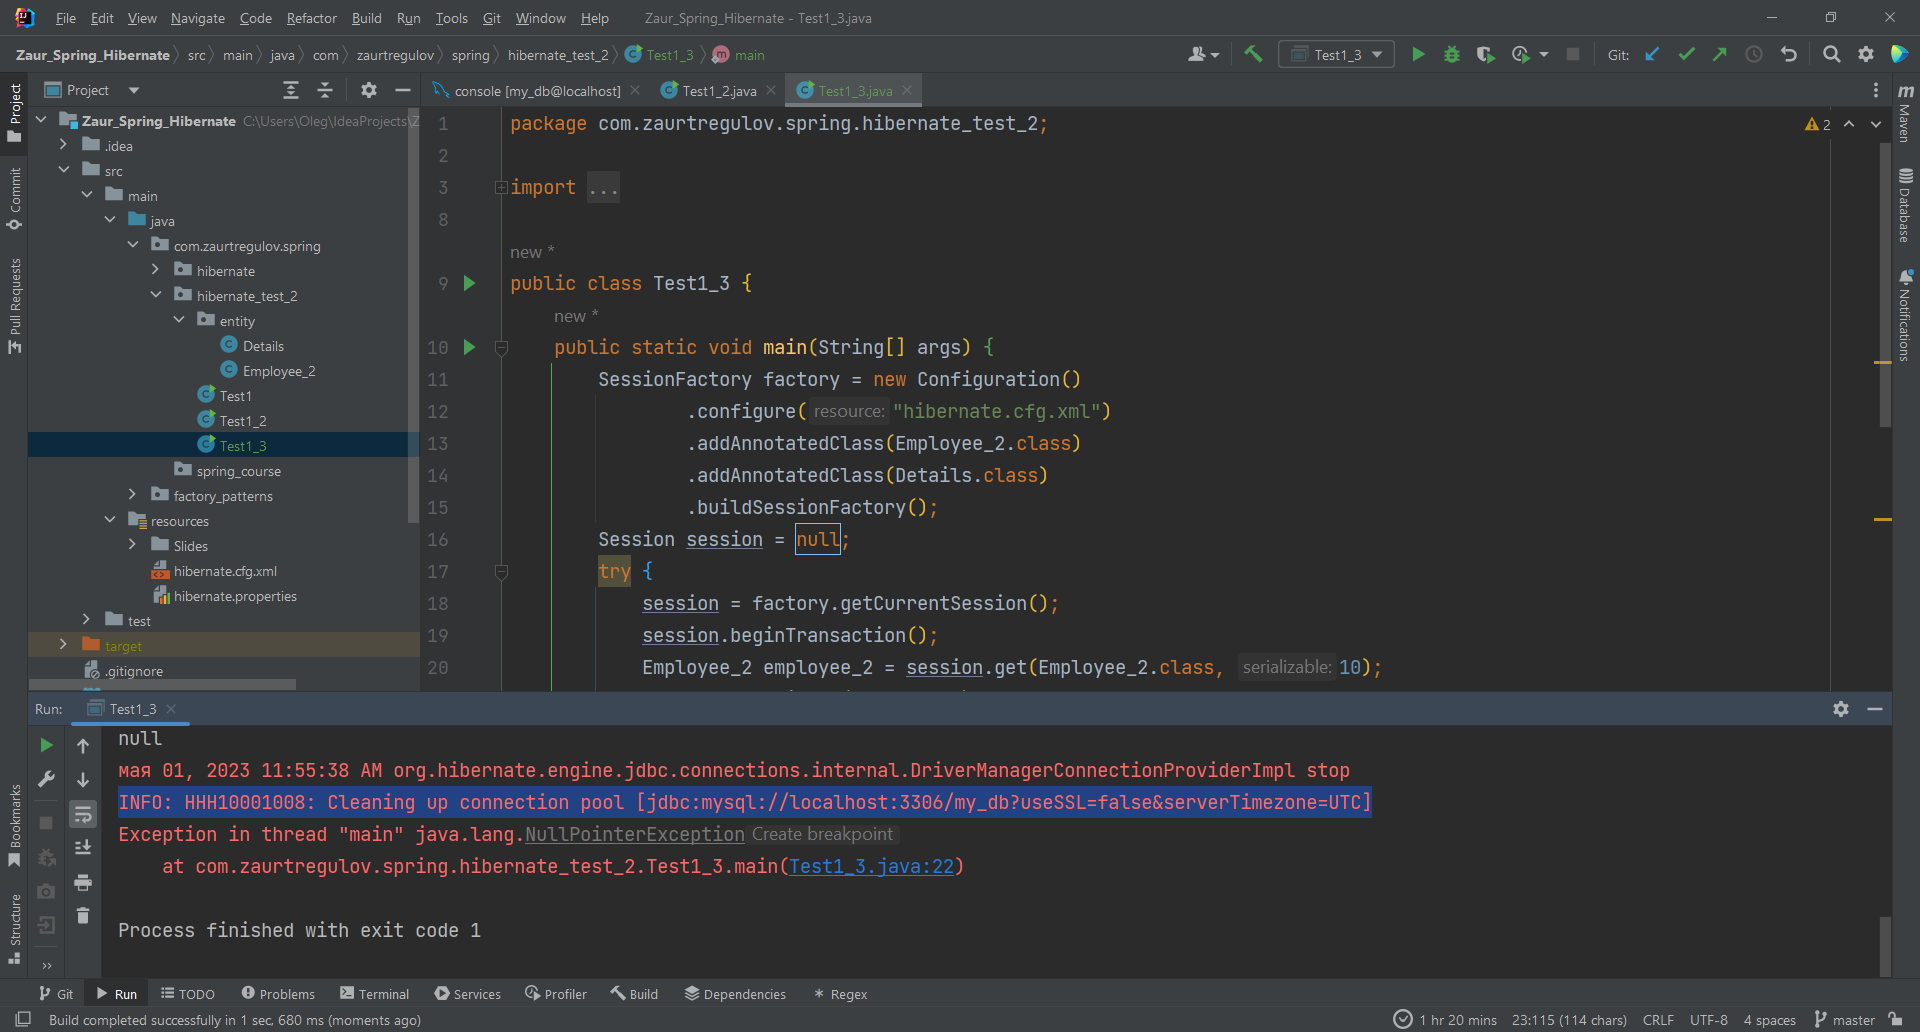 File Edit View Navigate Code Refactor Build Run Tools Git Window Help Zaur_Spring_Hibernate - Test1_3.java
Zaur_Spring_Hibernate src main java com zaurtregulov spring hibernate_test_2 Test1_3 main Test1_3 Git:
Project
console [my_db@localhost] Test1_2.java Test1_3.java
Zaur_Spring_Hibernate C:\Users\Oleg\IdeaProjects\Z
.idea
src
main
java
com.zaurtregulov.spring
hibernate
hibernate_test_2
entity
Details
Employee_2
Test1
Test1_2
Test1_3
spring_course
factory_patterns
resources
Slides
hibernate.cfg.xml
hibernate.properties
test
target
.gitignore
Project
Commit
Pull Requests
Bookmarks
Structure
1 package com.zaurtregulov.spring.hibernate_test_2;
2
3 import ...
8
new *
9 public class Test1_3 {
new *
10 public static void main(String[] args) {
11 SessionFactory factory = new Configuration()
12 .configure( resource: "hibernate.cfg.xml")
13 .addAnnotatedClass(Employee_2.class)
14 .addAnnotatedClass(Details.class)
15 .buildSessionFactory();
16 Session session = null;
17 try {
18 session = factory.getCurrentSession();
19 session.beginTransaction();
20 Employee_2 employee_2 = session.get(Employee_2.class, serializable: 10);
2
m Maven
Database
Notifications
Run: Test1_3
null
мая 01, 2023 11:55:38 AM org.hibernate.engine.jdbc.connections.internal.DriverManagerConnectionProviderImpl stop
INFO: HHH10001008: Cleaning up connection pool [jdbc:mysql://localhost:3306/my_db?useSSL=false&serverTimezone=UTC]
Exception in thread "main" java.lang.NullPointerException Create breakpoint
at com.zaurtregulov.spring.hibernate_test_2.Test1_3.main(Test1_3.java:22)
Process finished with exit code 1
Git Run TODO Problems Terminal Services Profiler Build Dependencies Regex
Build completed successfully in 1 sec, 680 ms (moments ago) 1 hr 20 mins 23:115 (114 chars) CRLF UTF-8 4 spaces master